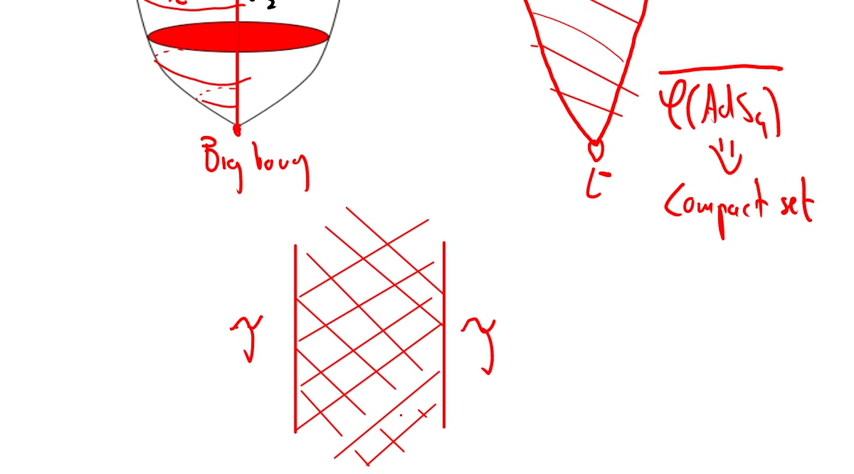 Big bang
φ(AdS₄)
i⁻
Compact set
𝒥 𝒥